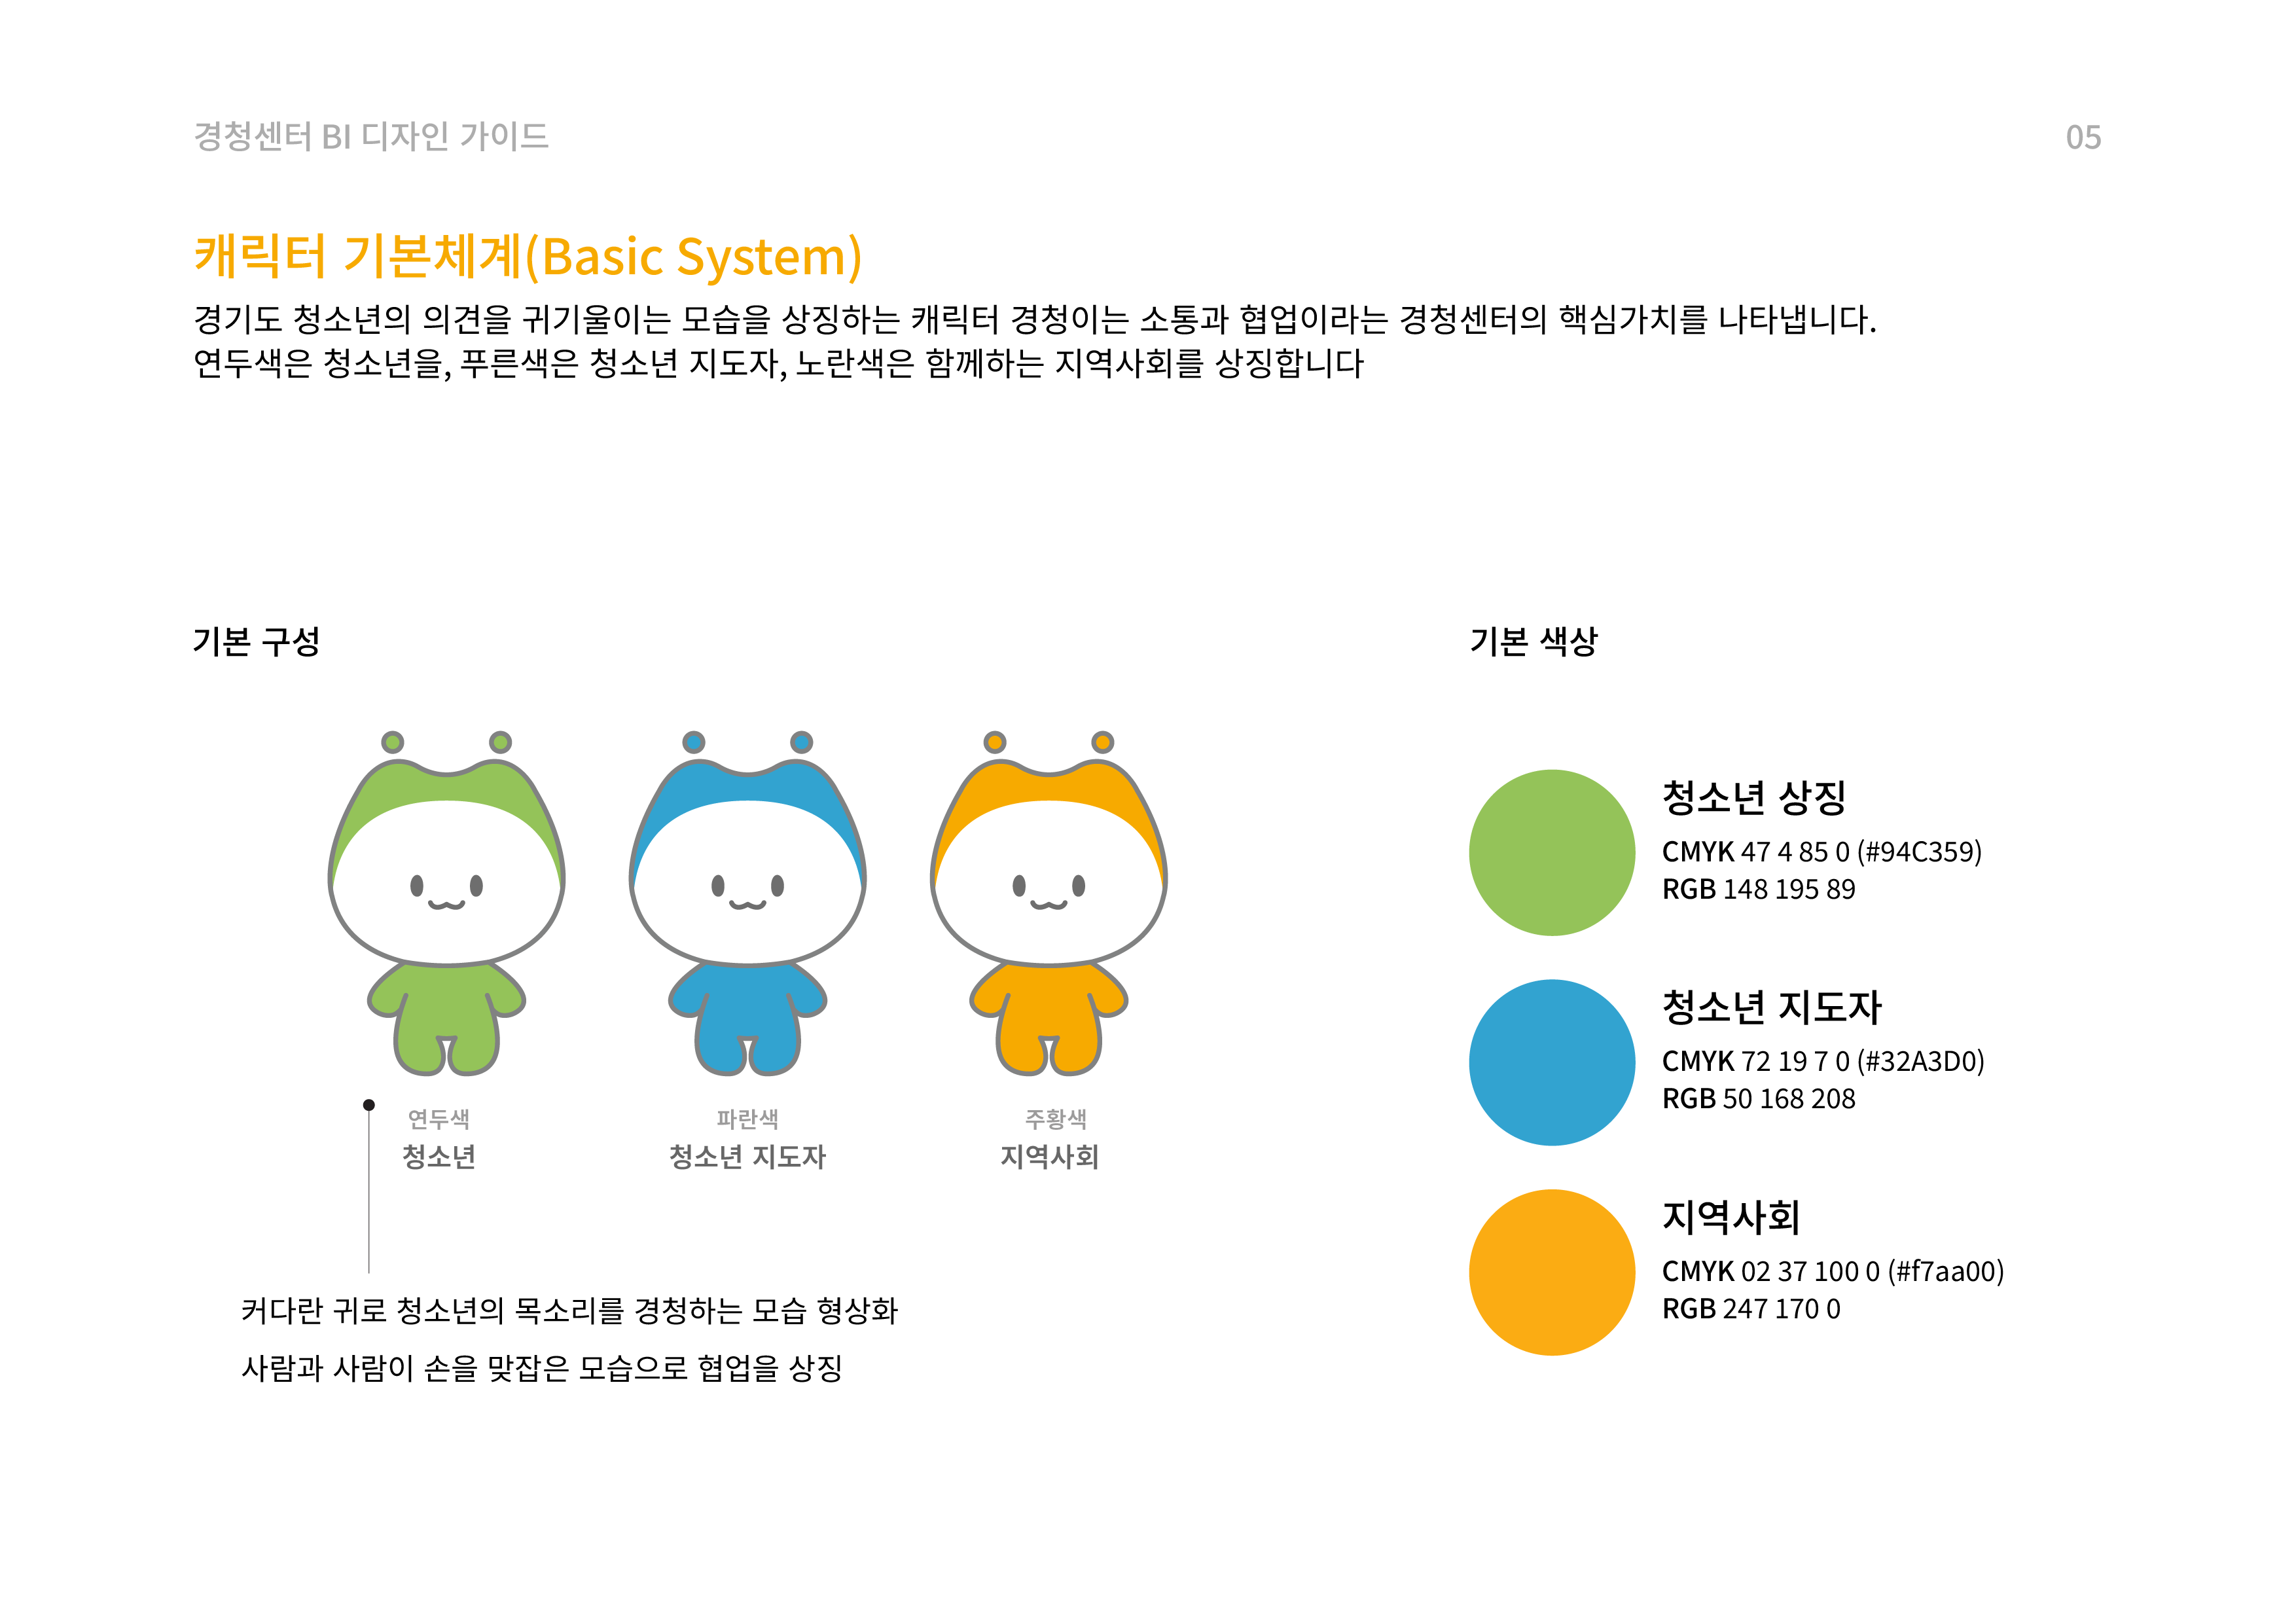 경청센터 BI 디자인 가이드
05
캐릭터 기본체계(Basic System)
경기도 청소년의 의견을 귀기울이는 모습을 상징하는 캐릭터 경청이는 소통과 협업이라는 경청센터의 핵심가치를 나타냅니다.
연두색은 청소년을, 푸른색은 청소년 지도자, 노란색은 함께하는 지역사회를 상징합니다
기본 구성
연두색
청소년
파란색
청소년 지도자
주황색
지역사회
커다란 귀로 청소년의 목소리를 경청하는 모습 형상화
사람과 사람이 손을 맞잡은 모습으로 협업을 상징
기본 색상
청소년 상징
CMYK 47 4 85 0 (#94C359)
RGB 148 195 89
청소년 지도자
CMYK 72 19 7 0 (#32A3D0)
RGB 50 168 208
지역사회
CMYK 02 37 100 0 (#f7aa00)
RGB 247 170 0